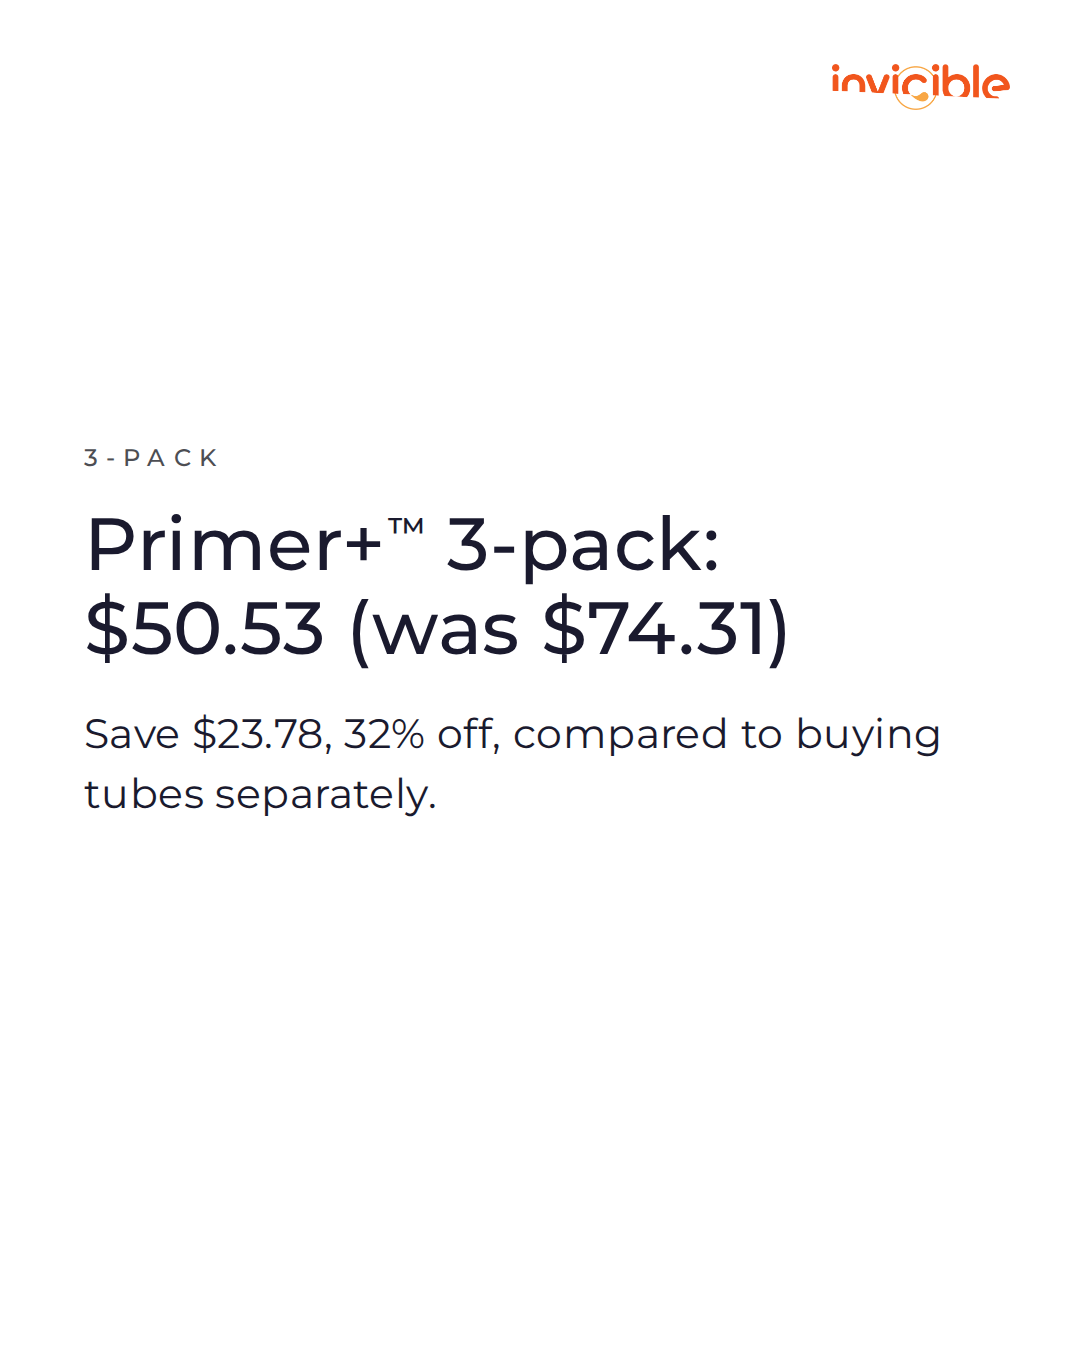 invicible
3-PACK
Primer+™ 3-pack:
$50.53 (was $74.31)
Save $23.78, 32% off, compared to buying
tubes separately.